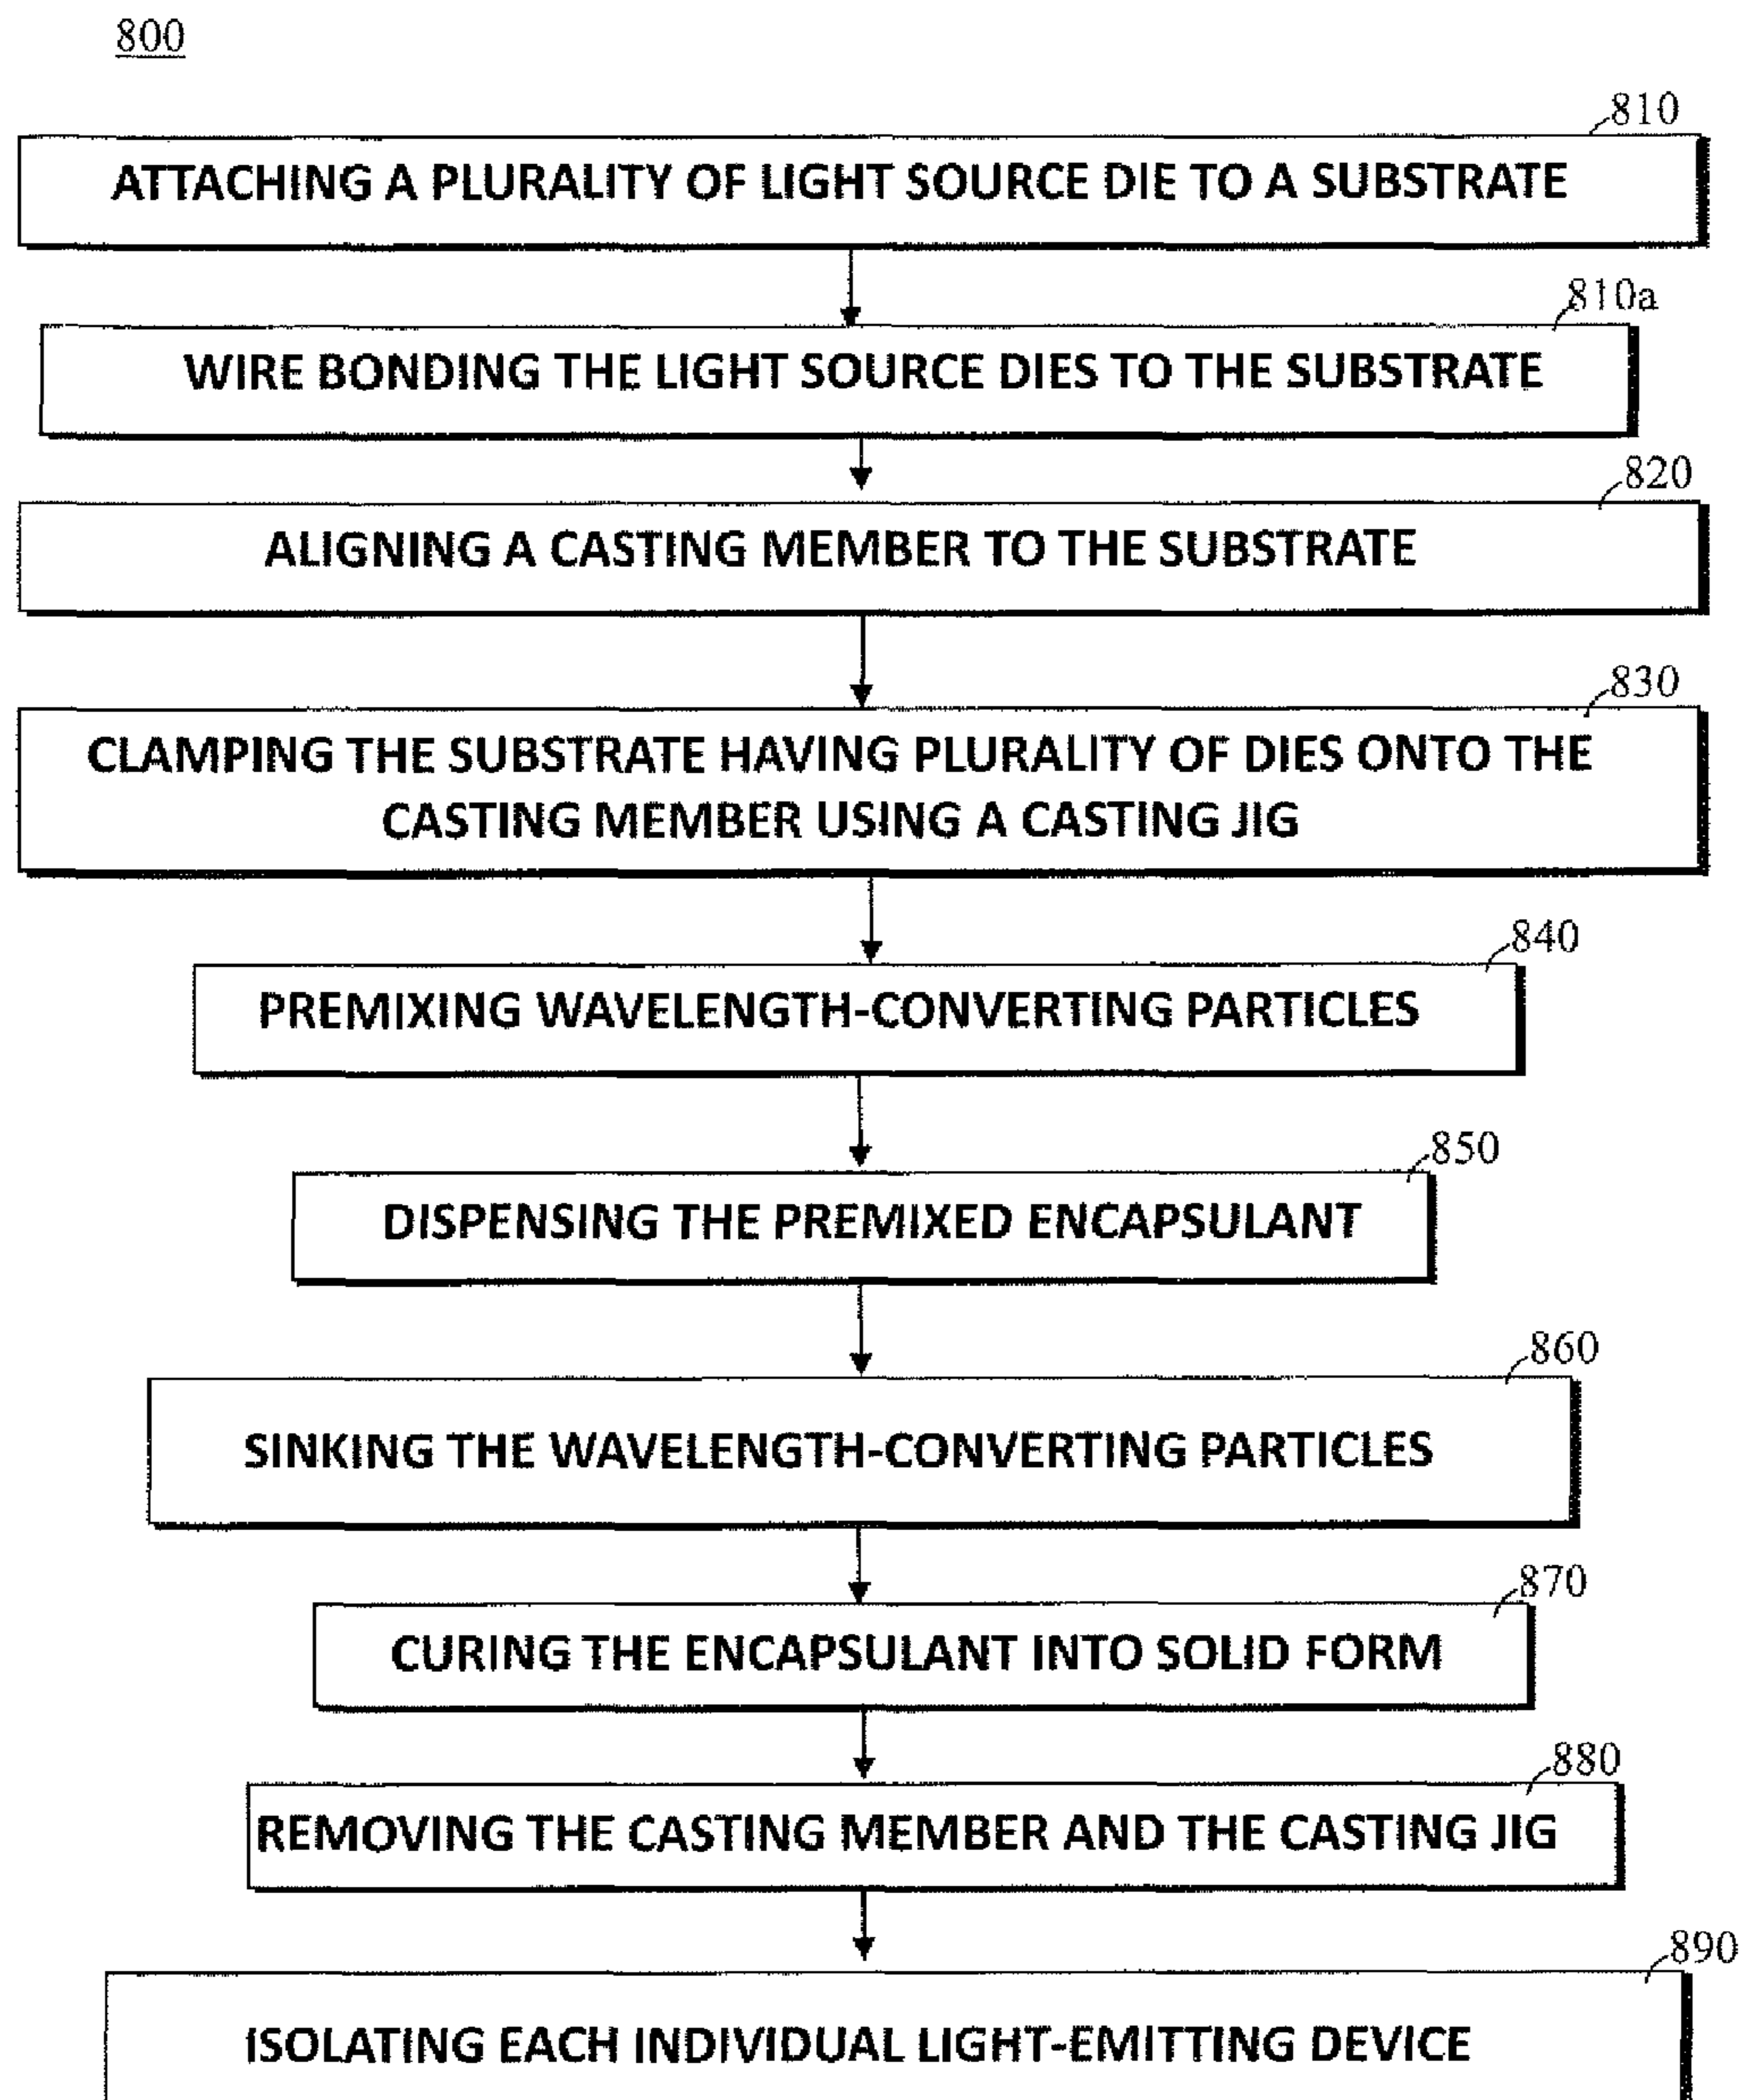 800
810
ATTACHING A PLURALITY OF LIGHT SOURCE DIE TO A SUBSTRATE
810a
WIRE BONDING THE LIGHT SOURCE DIES TO THE SUBSTRATE
820
ALIGNING A CASTING MEMBER TO THE SUBSTRATE
830
CLAMPING THE SUBSTRATE HAVING PLURALITY OF DIES ONTO THE
CASTING MEMBER USING A CASTING JIG
840
PREMIXING WAVELENGTH-CONVERTING PARTICLES
850
DISPENSING THE PREMIXED ENCAPSULANT
860
SINKING THE WAVELENGTH-CONVERTING PARTICLES
870
CURING THE ENCAPSULANT INTO SOLID FORM
880
REMOVING THE CASTING MEMBER AND THE CASTING JIG
890
ISOLATING EACH INDIVIDUAL LIGHT-EMITTING DEVICE